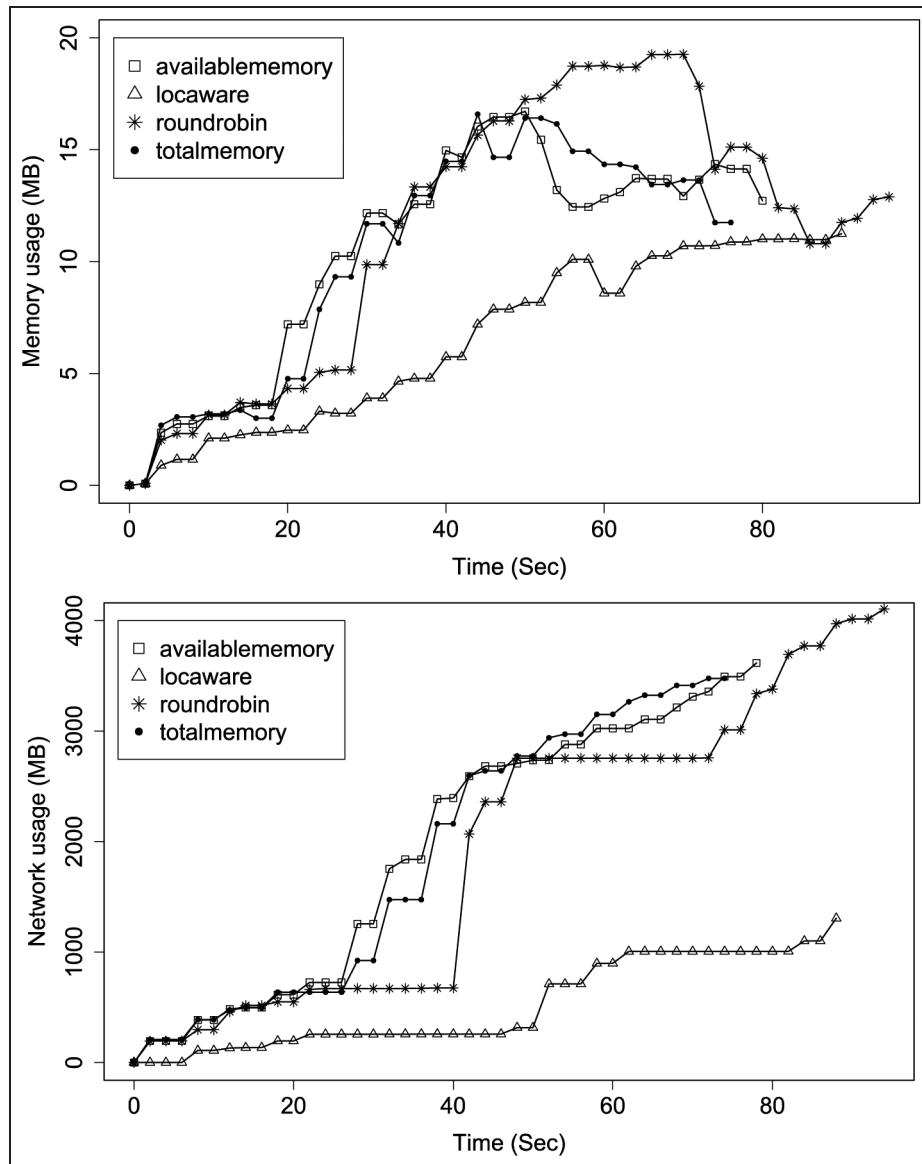 Memory usage (MB)
20
15
10
5
0
availablememory
locaware
roundrobin
totalmemory
0 20 40 60 80
Time (Sec)
Network usage (MB)
4000
3000
2000
1000
0
availablememory
locaware
roundrobin
totalmemory
0 20 40 60 80
Time (Sec)